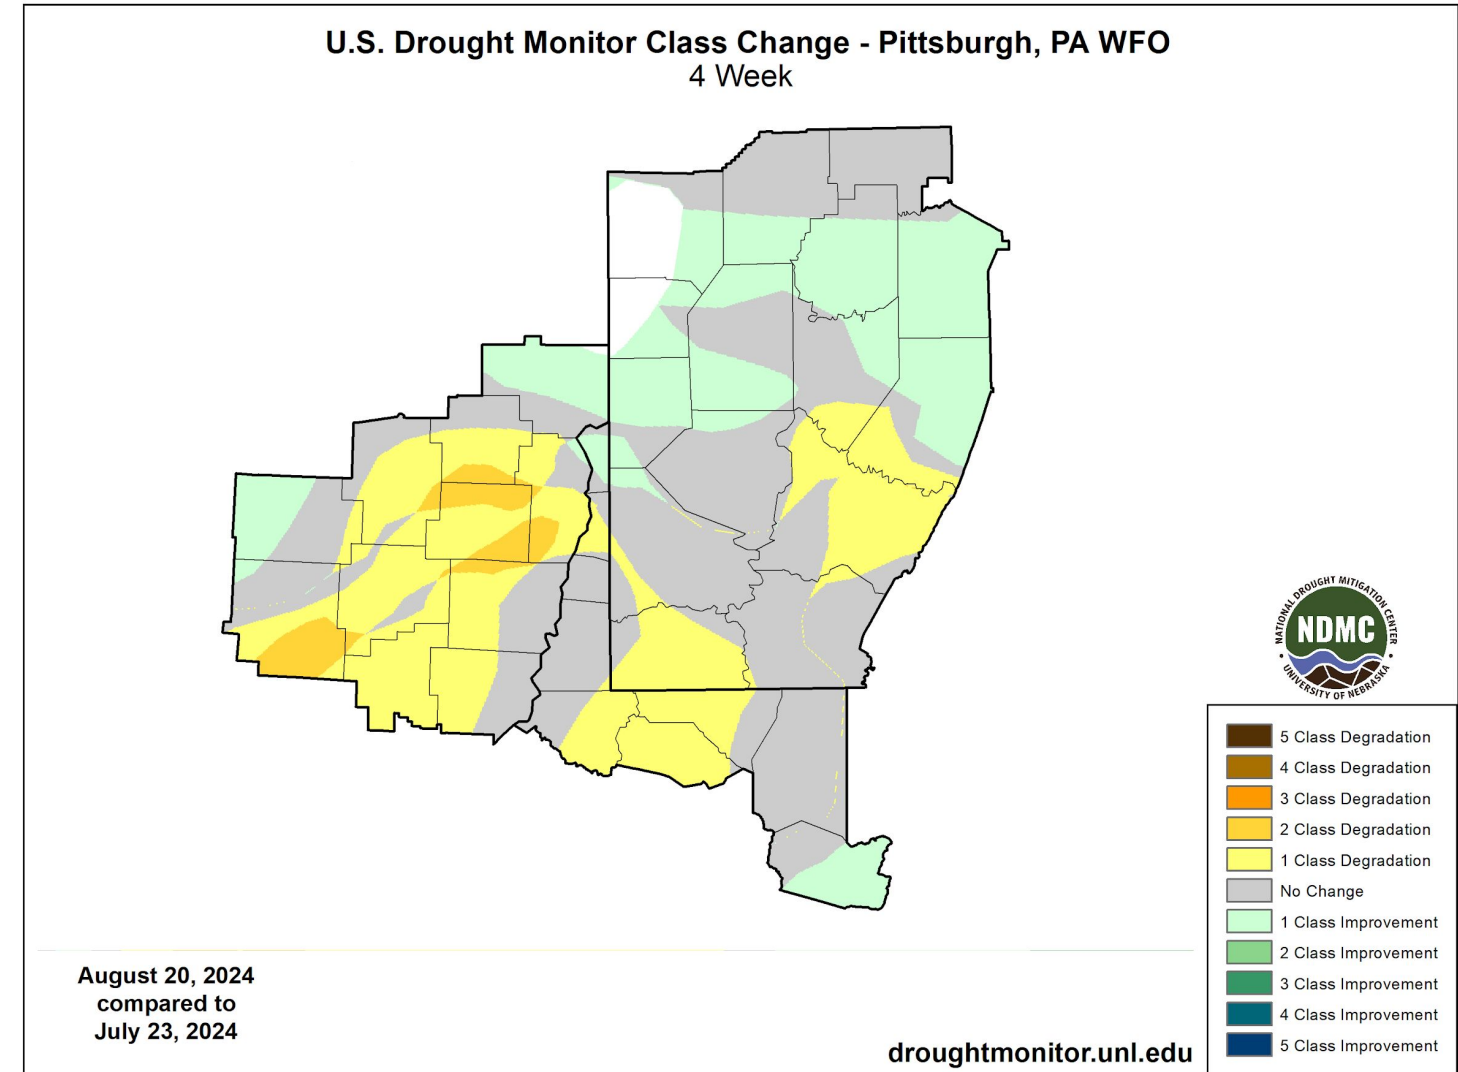 U.S. Drought Monitor Class Change - Pittsburgh, PA WFO
4 Week
NATIONAL DROUGHT MITIGATION CENTER
NDMC
UNIVERSITY OF NEBRASKA
5 Class Degradation
4 Class Degradation
3 Class Degradation
2 Class Degradation
1 Class Degradation
No Change
1 Class Improvement
2 Class Improvement
3 Class Improvement
4 Class Improvement
5 Class Improvement
August 20, 2024
compared to
July 23, 2024
droughtmonitor.unl.edu